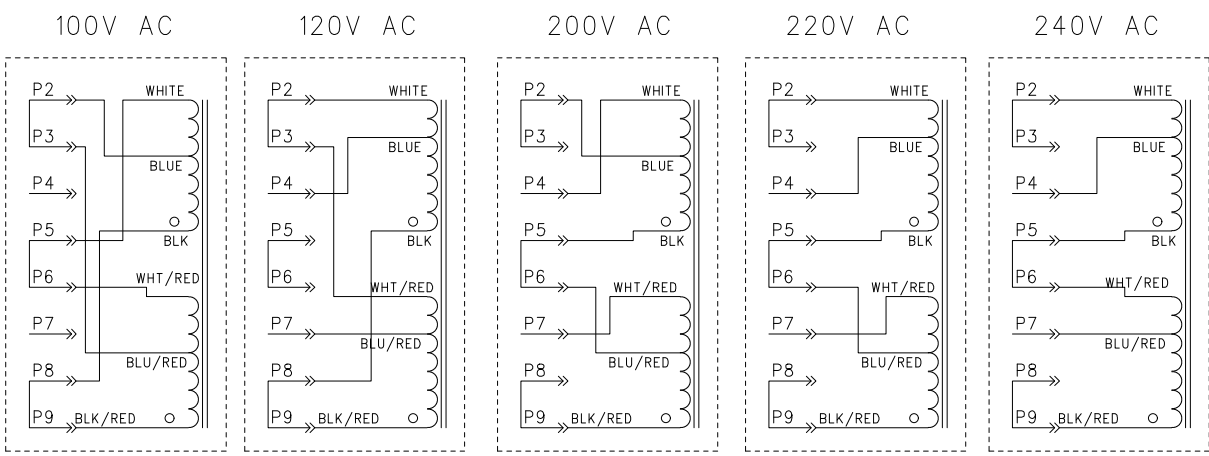 100V AC
120V AC
200V AC
220V AC
240V AC
P2
WHITE
P3
BLUE
P4
P5
BLK
P6
WHT/RED
P7
BLU/RED
P8
P9
BLK/RED
P2
WHITE
P3
BLUE
P4
P5
BLK
P6
WHT/RED
P7
BLU/RED
P8
P9
BLK/RED
P2
WHITE
P3
BLUE
P4
P5
BLK
P6
WHT/RED
P7
BLU/RED
P8
P9
BLK/RED
P2
WHITE
P3
BLUE
P4
P5
BLK
P6
WHT/RED
P7
BLU/RED
P8
P9
BLK/RED
P2
WHITE
P3
BLUE
P4
P5
BLK
P6
WHT/RED
P7
BLU/RED
P8
P9
BLK/RED